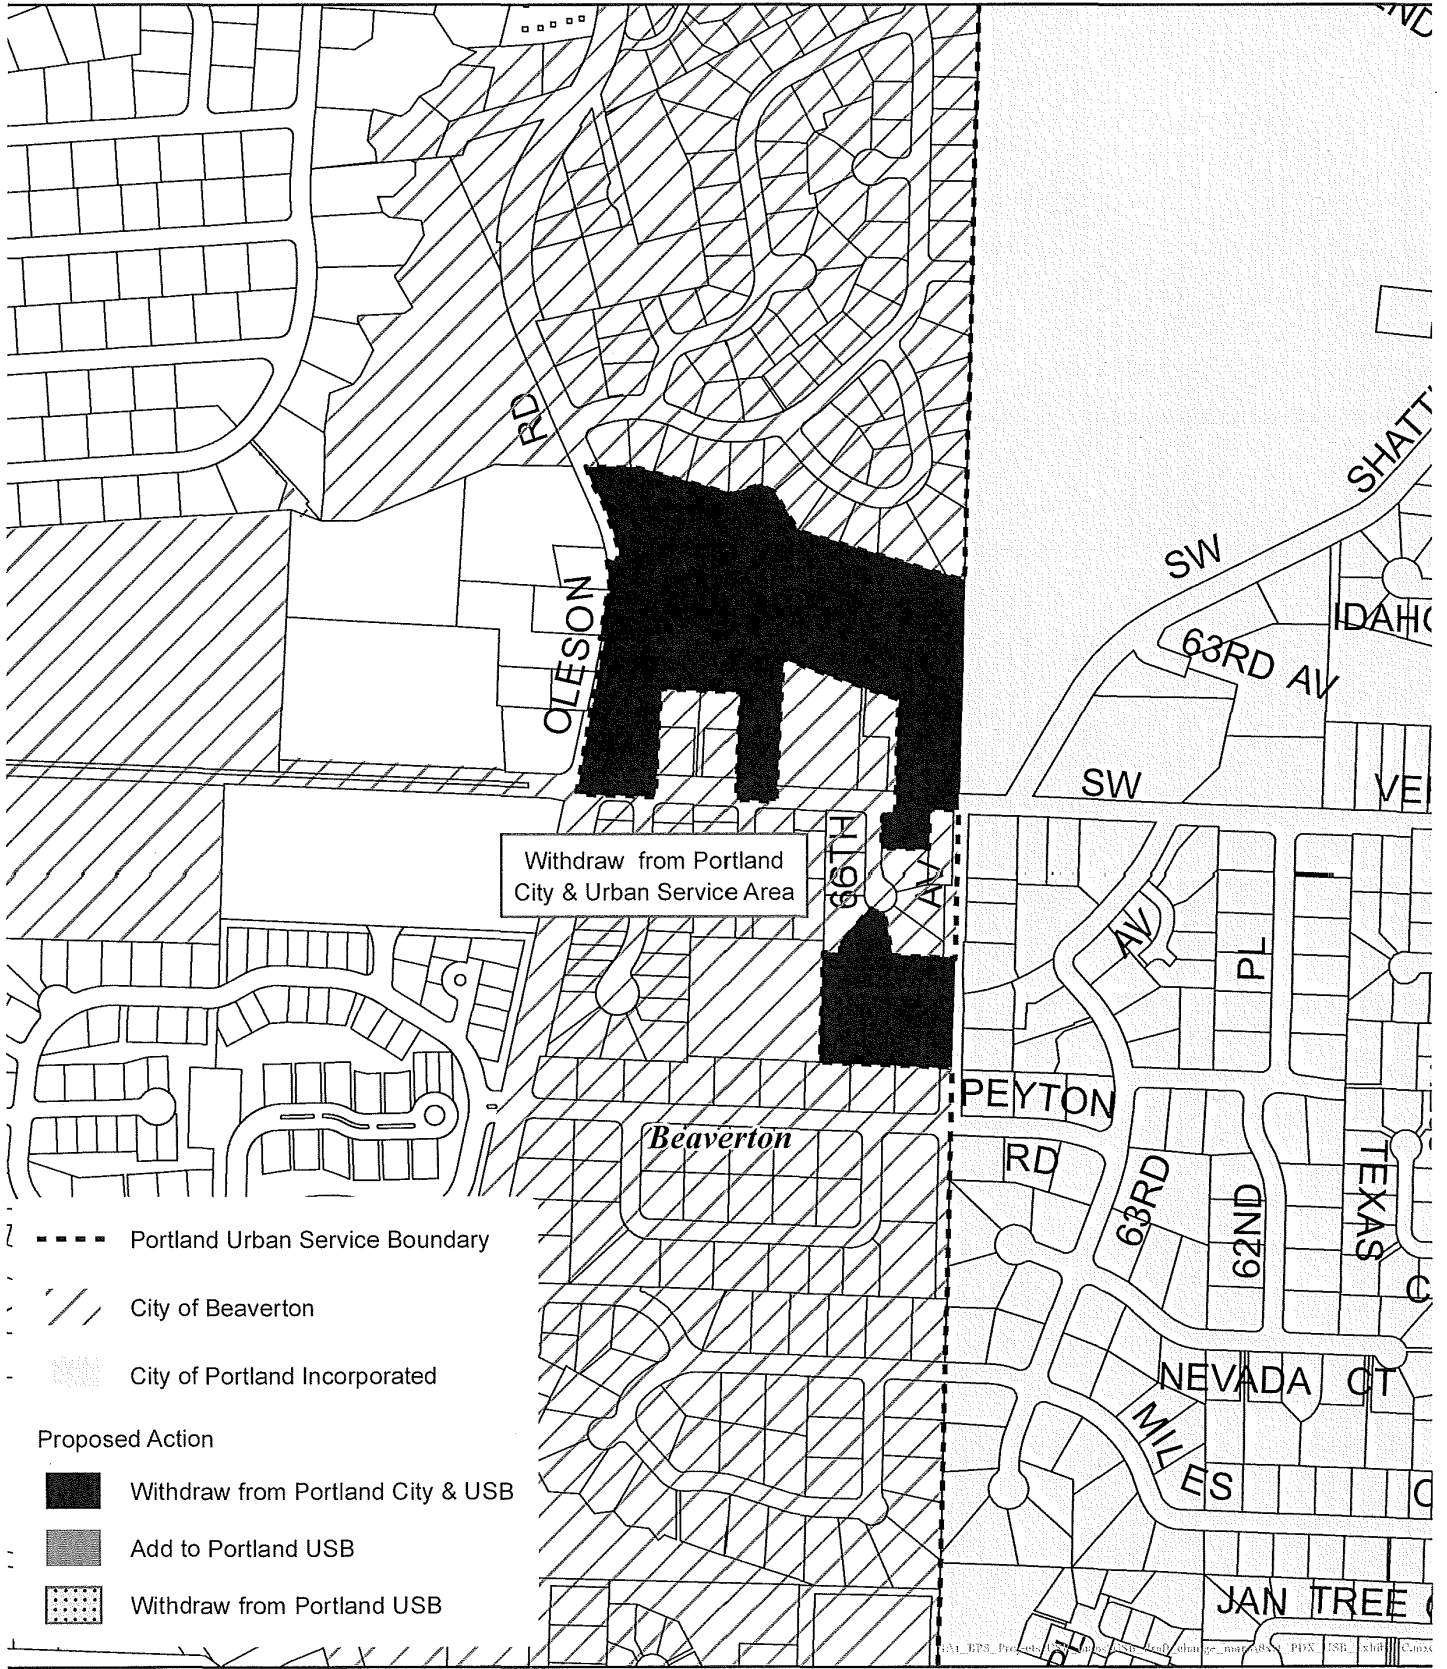 RD
SW
IDAHO
63RD AV
OLESON
SW
66TH
AV
Withdraw from Portland
City & Urban Service Area
AV
PL
PEYTON
RD
Beaverton
63RD
62ND
TEXAS
NEVADA CT
MILES
JAN TREE
Portland Urban Service Boundary
City of Beaverton
City of Portland Incorporated
Proposed Action
Withdraw from Portland City & USB
Add to Portland USB
Withdraw from Portland USB